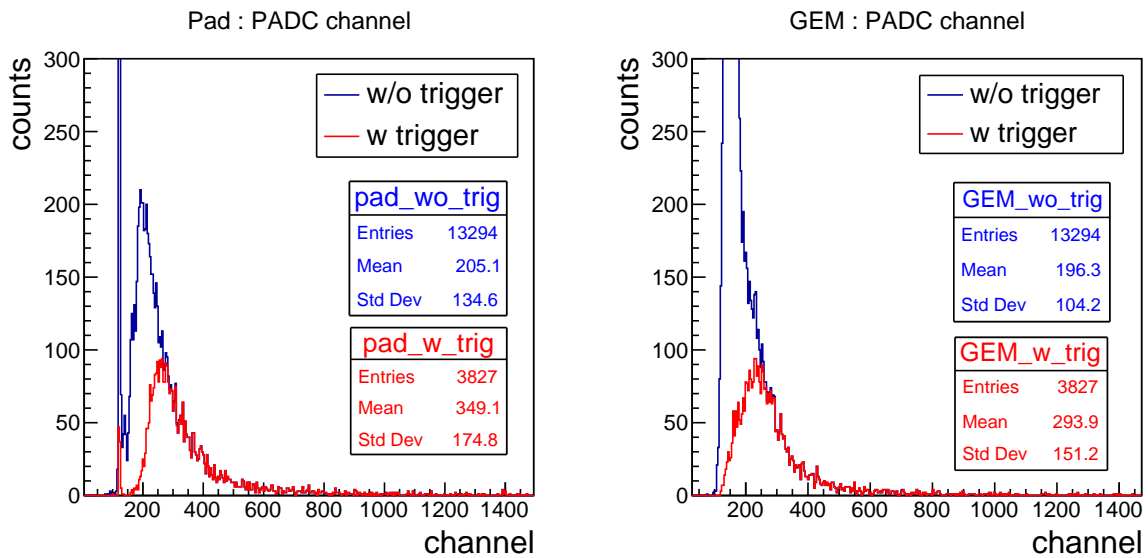 Pad : PADC channel
counts
300
250
200
150
100
50
0
200 400 600 800 1000 1200 1400
channel
w/o trigger
w trigger
pad_wo_trig
Entries 13294
Mean 205.1
Std Dev 134.6
pad_w_trig
Entries 3827
Mean 349.1
Std Dev 174.8
GEM : PADC channel
counts
300
250
200
150
100
50
0
200 400 600 800 1000 1200 1400
channel
w/o trigger
w trigger
GEM_wo_trig
Entries 13294
Mean 196.3
Std Dev 104.2
GEM_w_trig
Entries 3827
Mean 293.9
Std Dev 151.2